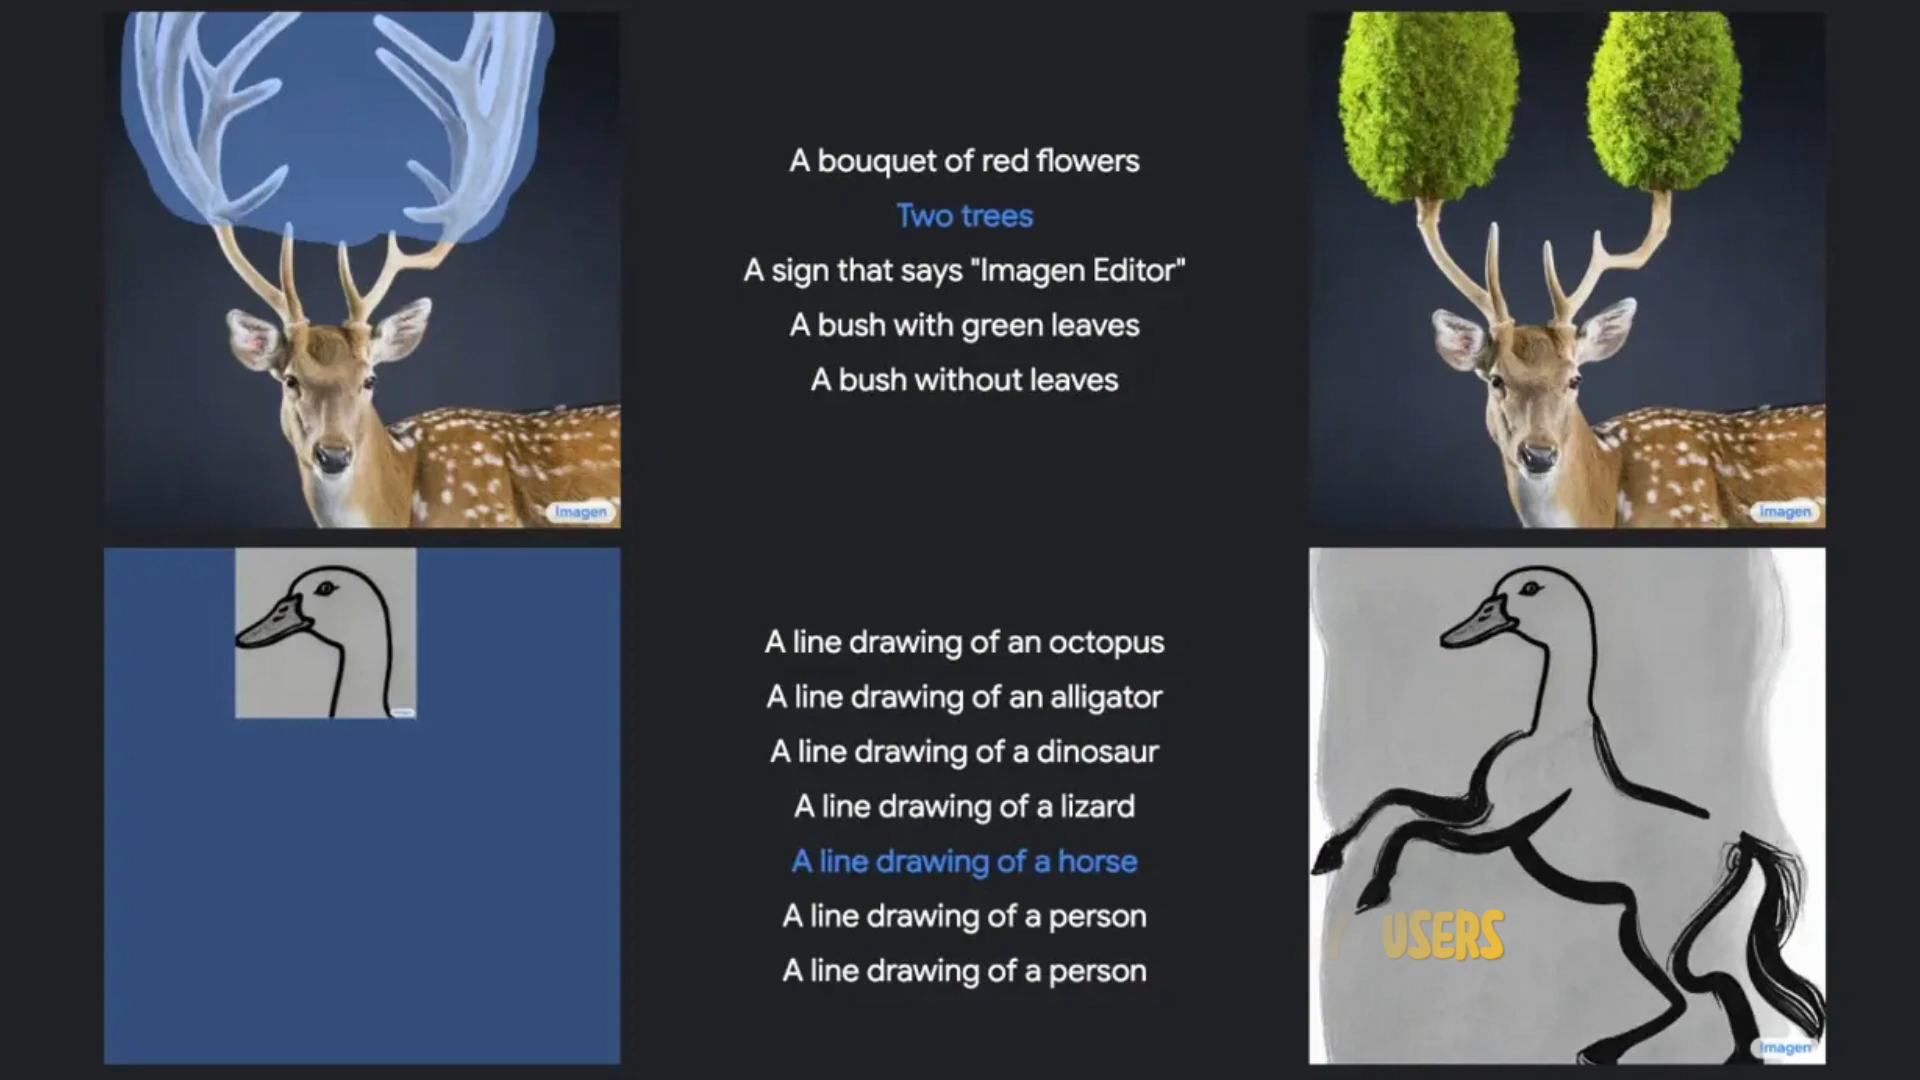 A bouquet of red flowers
Two trees
A sign that says "Imagen Editor"
A bush with green leaves
A bush without leaves
Imagen
Imagen
A line drawing of an octopus
A line drawing of an alligator
A line drawing of a dinosaur
A line drawing of a lizard
A line drawing of a horse
A line drawing of a person
A line drawing of a person
USERS
Imagen